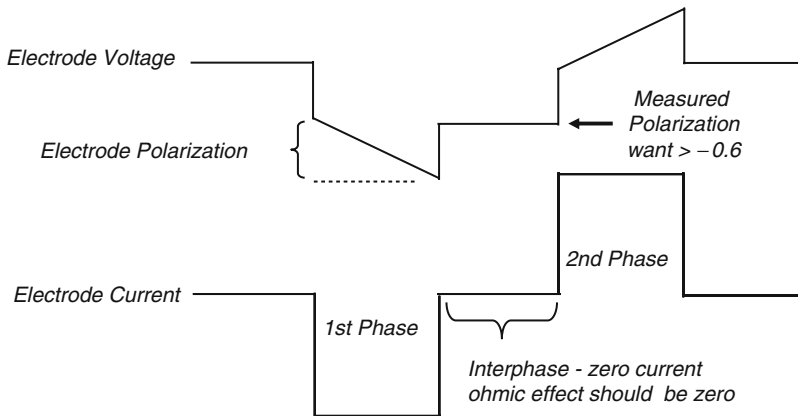 Electrode Voltage
Measured
Polarization
want > −0.6
Electrode Polarization
2nd Phase
Electrode Current
1st Phase
Interphase - zero current
ohmic effect should be zero